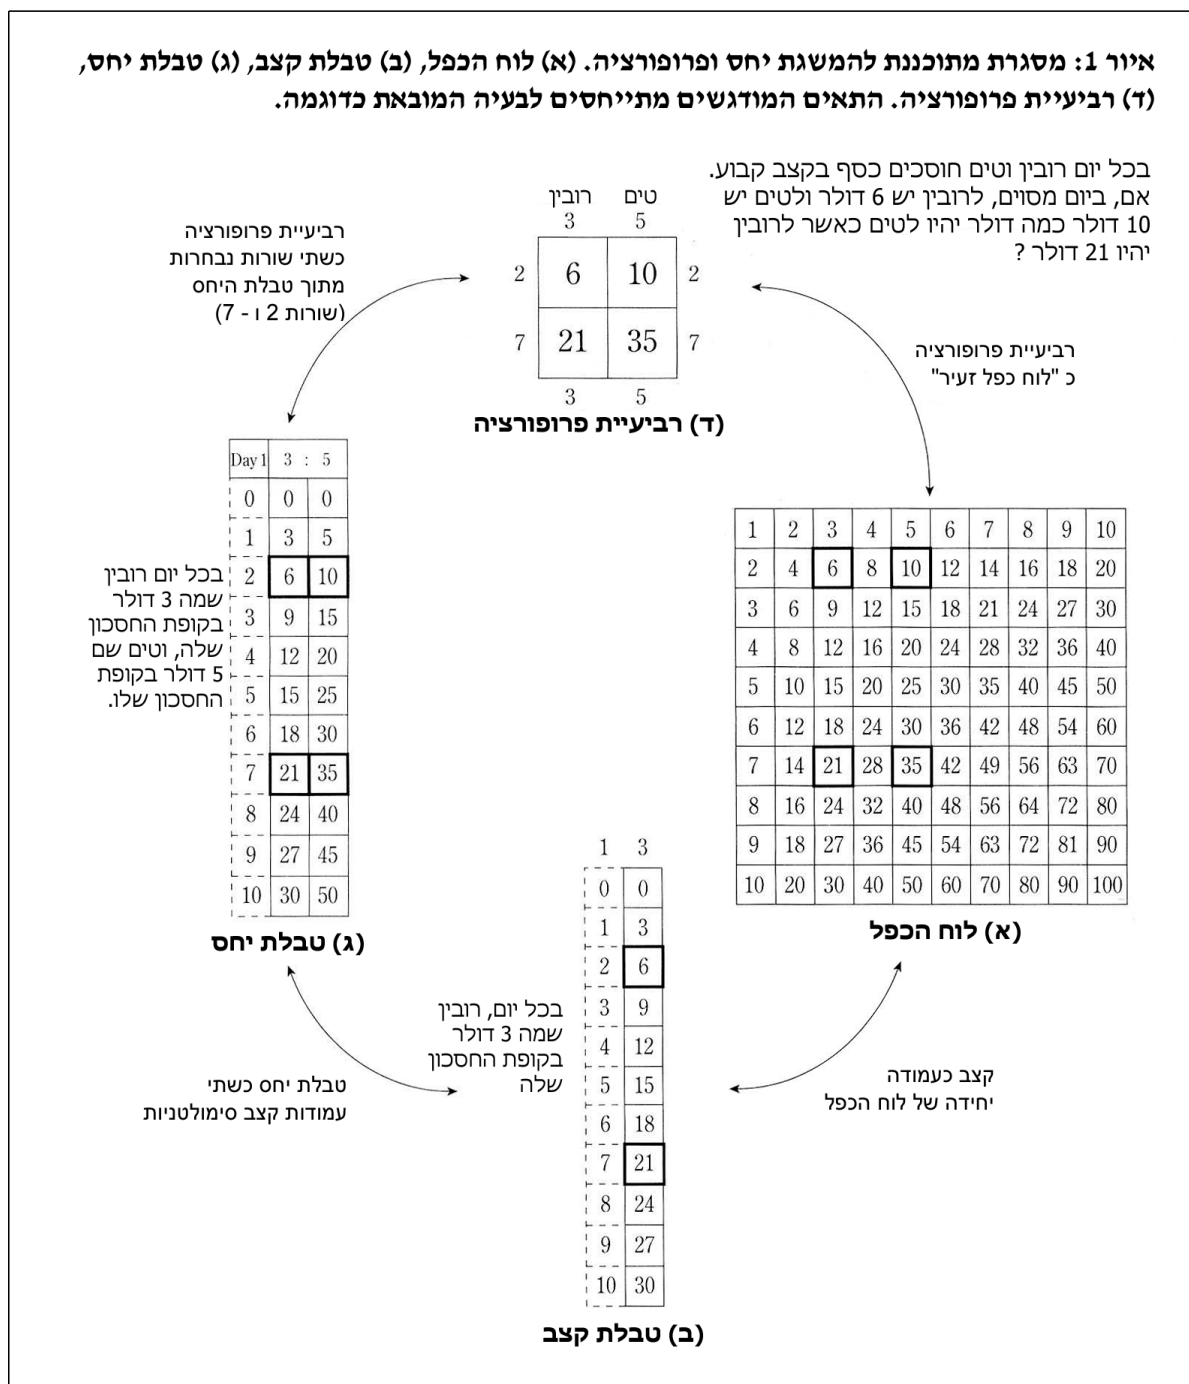 איור 1: מסגרת מתוכננת להמשגת יחס ופרופורציה. (א) לוח הכפל, (ב) טבלת קצב, (ג) טבלת יחס,
(ד) רביעיית פרופורציה. התאים המודגשים מתייחסים לבעיה המובאת כדוגמה.
בכל יום רובין וטים חוסכים כסף בקצב קבוע.
אם, ביום מסוים, לרובין יש 6 דולר ולטים יש
10 דולר כמה דולר יהיו לטים כאשר לרובין
יהיו 21 דולר ?
רובין טים
3 5
2 6 10 2
7 21 35 7
3 5
(ד) רביעיית פרופורציה
רביעיית פרופורציה
כשתי שורות נבחרות
מתוך טבלת היחס
(שורות 2 ו - 7)
רביעיית פרופורציה
כ "לוח כפל זעיר"
Day 1 3 : 5
0 0 0
1 3 5
2 6 10
3 9 15
4 12 20
5 15 25
6 18 30
7 21 35
8 24 40
9 27 45
10 30 50
בכל יום רובין
שמה 3 דולר
בקופת החסכון
שלה, וטים שם
5 דולר בקופת
החסכון שלו.
(ג) טבלת יחס
1 2 3 4 5 6 7 8 9 10
2 4 6 8 10 12 14 16 18 20
3 6 9 12 15 18 21 24 27 30
4 8 12 16 20 24 28 32 36 40
5 10 15 20 25 30 35 40 45 50
6 12 18 24 30 36 42 48 54 60
7 14 21 28 35 42 49 56 63 70
8 16 24 32 40 48 56 64 72 80
9 18 27 36 45 54 63 72 81 90
10 20 30 40 50 60 70 80 90 100
(א) לוח הכפל
1 3
0 0
1 3
2 6
3 9
4 12
5 15
6 18
7 21
8 24
9 27
10 30
בכל יום, רובין
שמה 3 דולר
בקופת החסכון
שלה
(ב) טבלת קצב
טבלת יחס כשתי
עמודות קצב סימולטניות
קצב כעמודה
יחידה של לוח הכפל